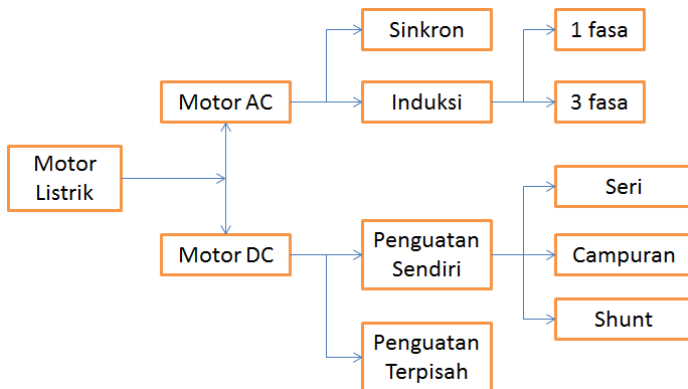 Sinkron
1 fasa
Motor AC
Induksi
3 fasa
Motor
Listrik
Seri
Motor DC
Penguatan
Sendiri
Campuran
Shunt
Penguatan
Terpisah